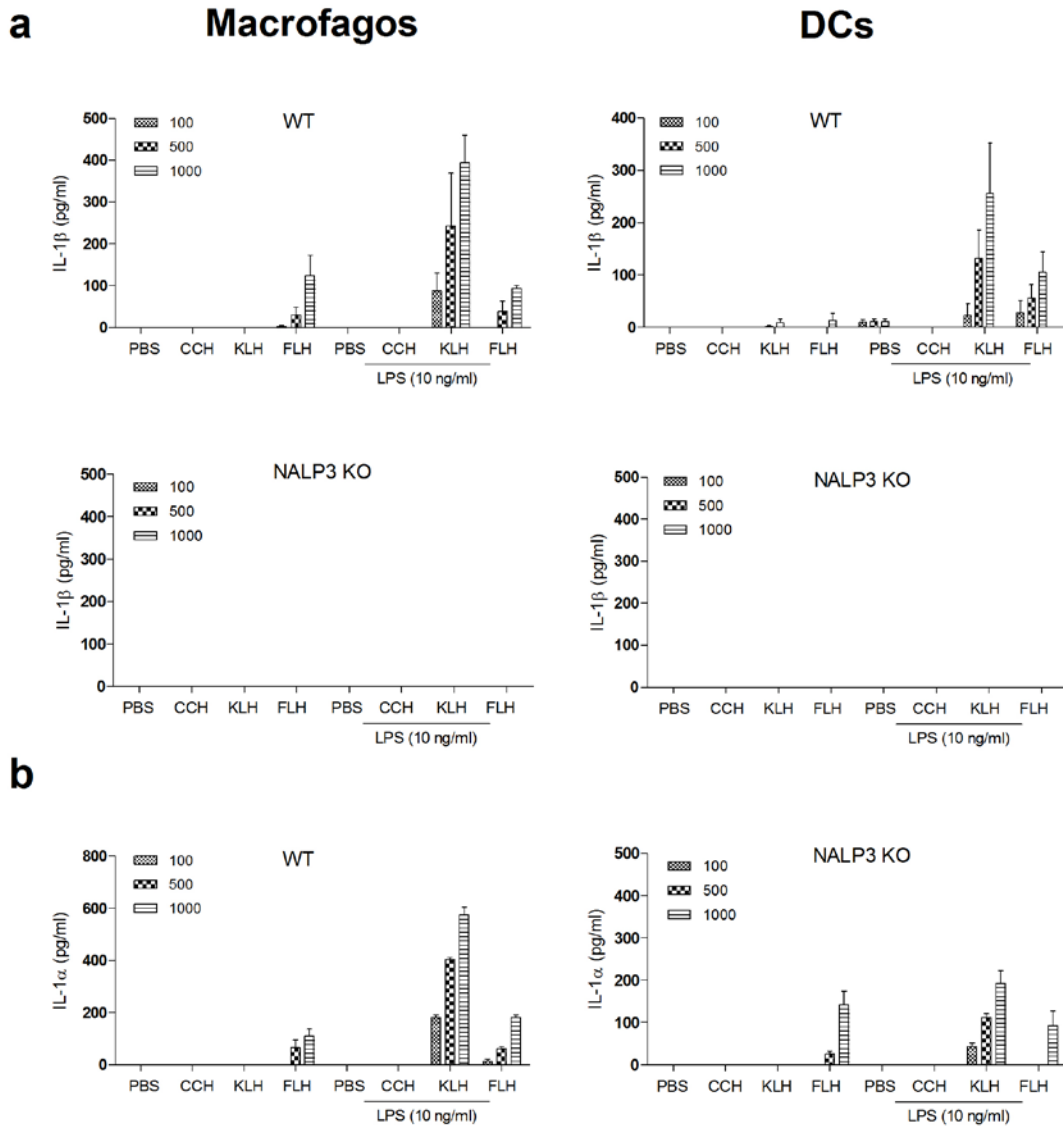 a
Macrofagos
DCs
WT
100
500
1000
500
400
300
200
100
0
IL-1β (pg/ml)
PBS CCH KLH FLH PBS CCH KLH FLH
LPS (10 ng/ml)
WT
100
500
1000
400
300
200
100
0
IL-1β (pg/ml)
PBS CCH KLH FLH PBS CCH KLH FLH
LPS (10 ng/ml)
NALP3 KO
100
500
1000
500
400
300
200
100
0
IL-1β (pg/ml)
PBS CCH KLH FLH PBS CCH KLH FLH
LPS (10 ng/ml)
NALP3 KO
100
500
1000
500
400
300
200
100
0
IL-1β (pg/ml)
PBS CCH KLH FLH PBS CCH KLH FLH
LPS (10 ng/ml)
b
WT
100
500
1000
800
600
400
200
0
IL-1α (pg/ml)
PBS CCH KLH FLH PBS CCH KLH FLH
LPS (10 ng/ml)
NALP3 KO
100
500
1000
500
400
300
200
100
0
IL-1α (pg/ml)
PBS CCH KLH FLH PBS CCH KLH FLH
LPS (10 ng/ml)